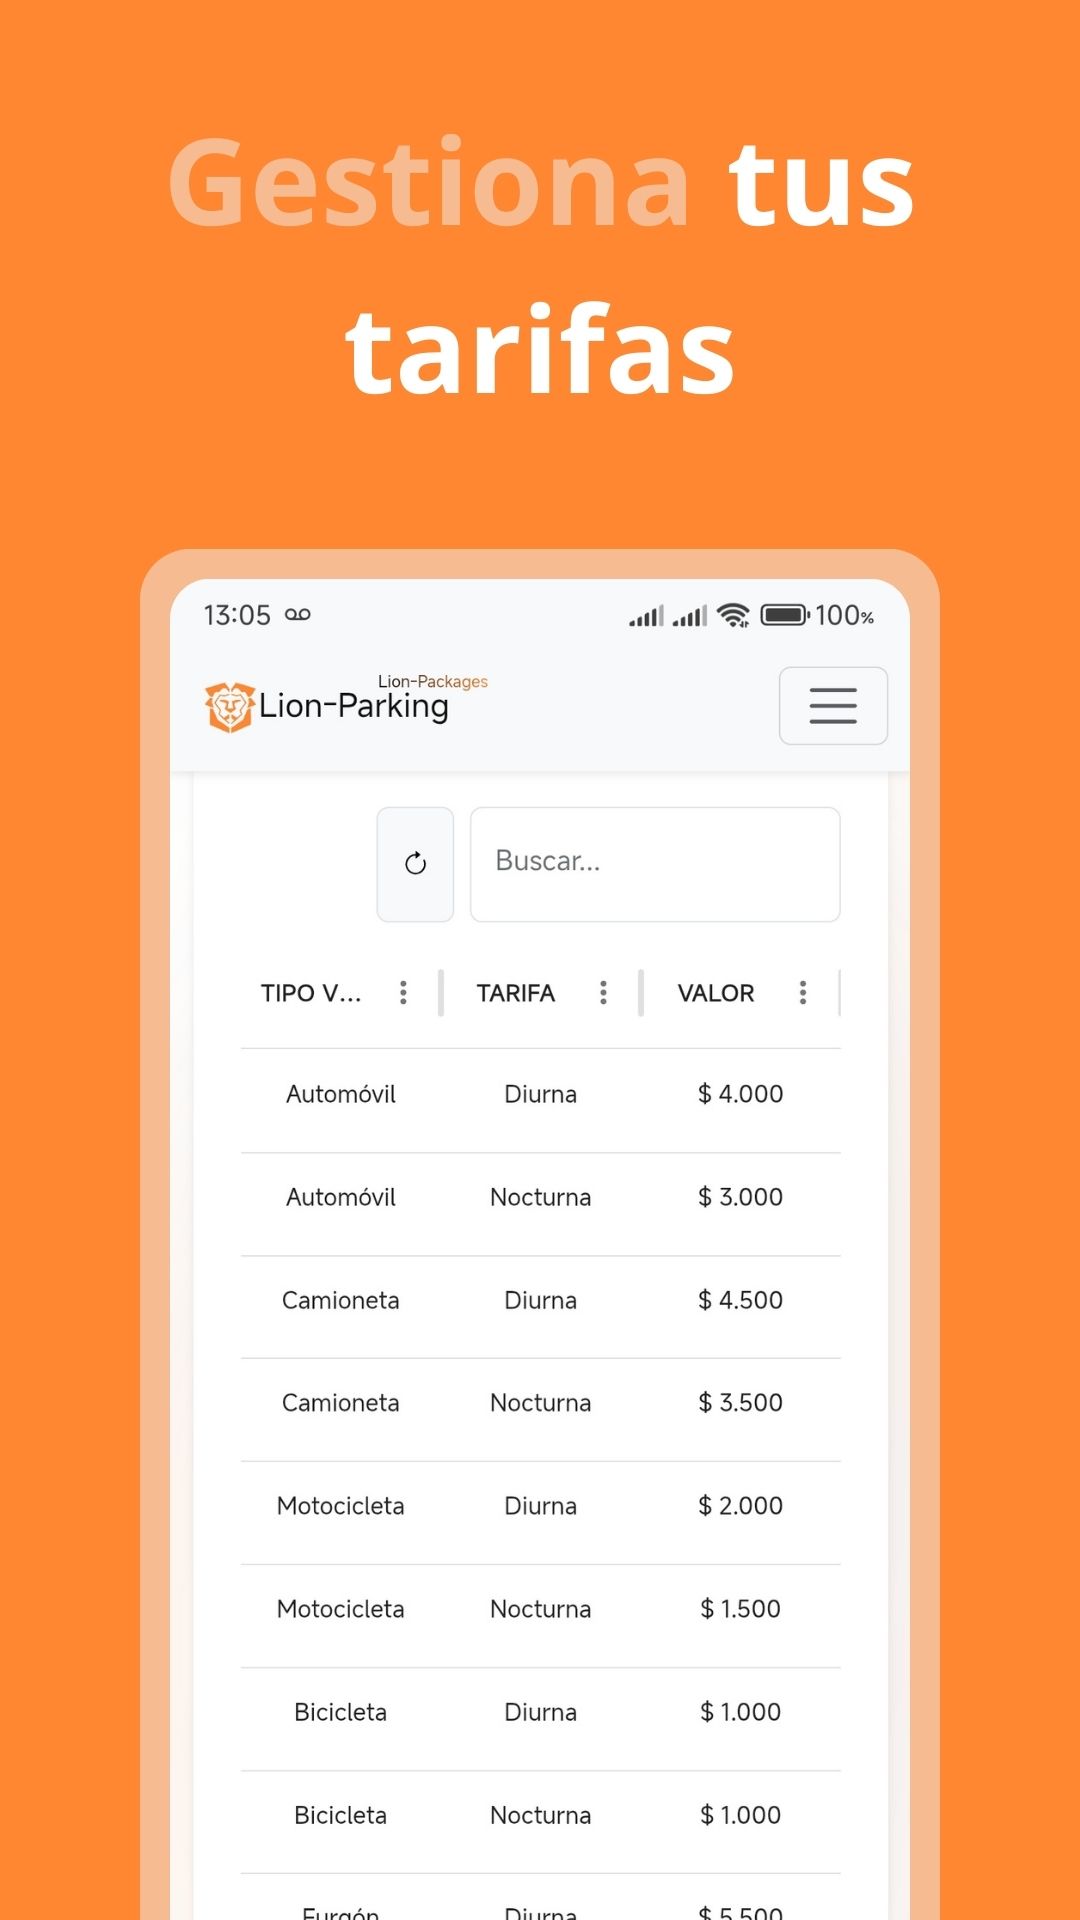 Gestiona tus
tarifas
13:05 100%
Lion-Packages
Lion-Parking
Buscar...
TIPO V... TARIFA VALOR
Automóvil Diurna $ 4.000
Automóvil Nocturna $ 3.000
Camioneta Diurna $ 4.500
Camioneta Nocturna $ 3.500
Motocicleta Diurna $ 2.000
Motocicleta Nocturna $ 1.500
Bicicleta Diurna $ 1.000
Bicicleta Nocturna $ 1.000
Furgón Diurna $ 5.500